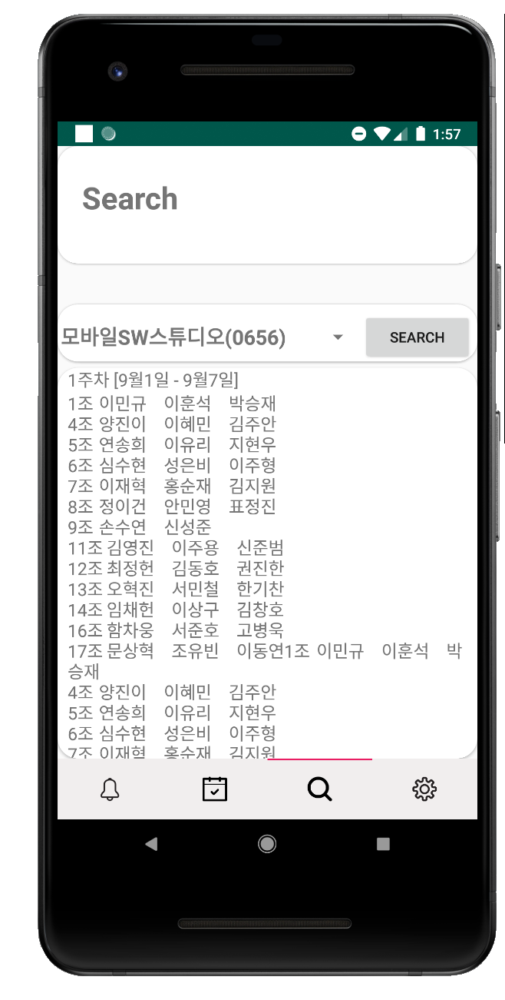 1:57
Search
모바일SW스튜디오(0656)
SEARCH
1주차 [9월1일 - 9월7일]
1조 이민규 이훈석 박승재
4조 양진이 이혜민 김주안
5조 연송희 이유리 지현우
6조 심수현 성은비 이주형
7조 이재혁 홍순재 김지원
8조 정이건 안민영 표정진
9조 손수연 신성준
11조 김영진 이주용 신준범
12조 최정헌 김동호 권진한
13조 오혁진 서민철 한기찬
14조 임채헌 이상구 김창호
16조 함차웅 서준호 고병욱
17조 문상혁 조유빈 이동연1조 이민규 이훈석 박
승재
4조 양진이 이혜민 김주안
5조 연송희 이유리 지현우
6조 심수현 성은비 이주형
7조 이재혁 홍순재 김지원